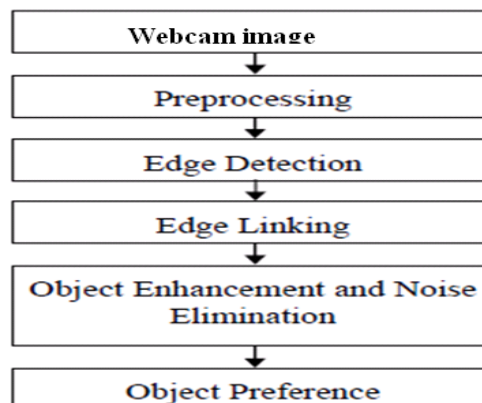 Webcam image
Preprocessing
Edge Detection
Edge Linking
Object Enhancement and Noise
Elimination
Object Preference